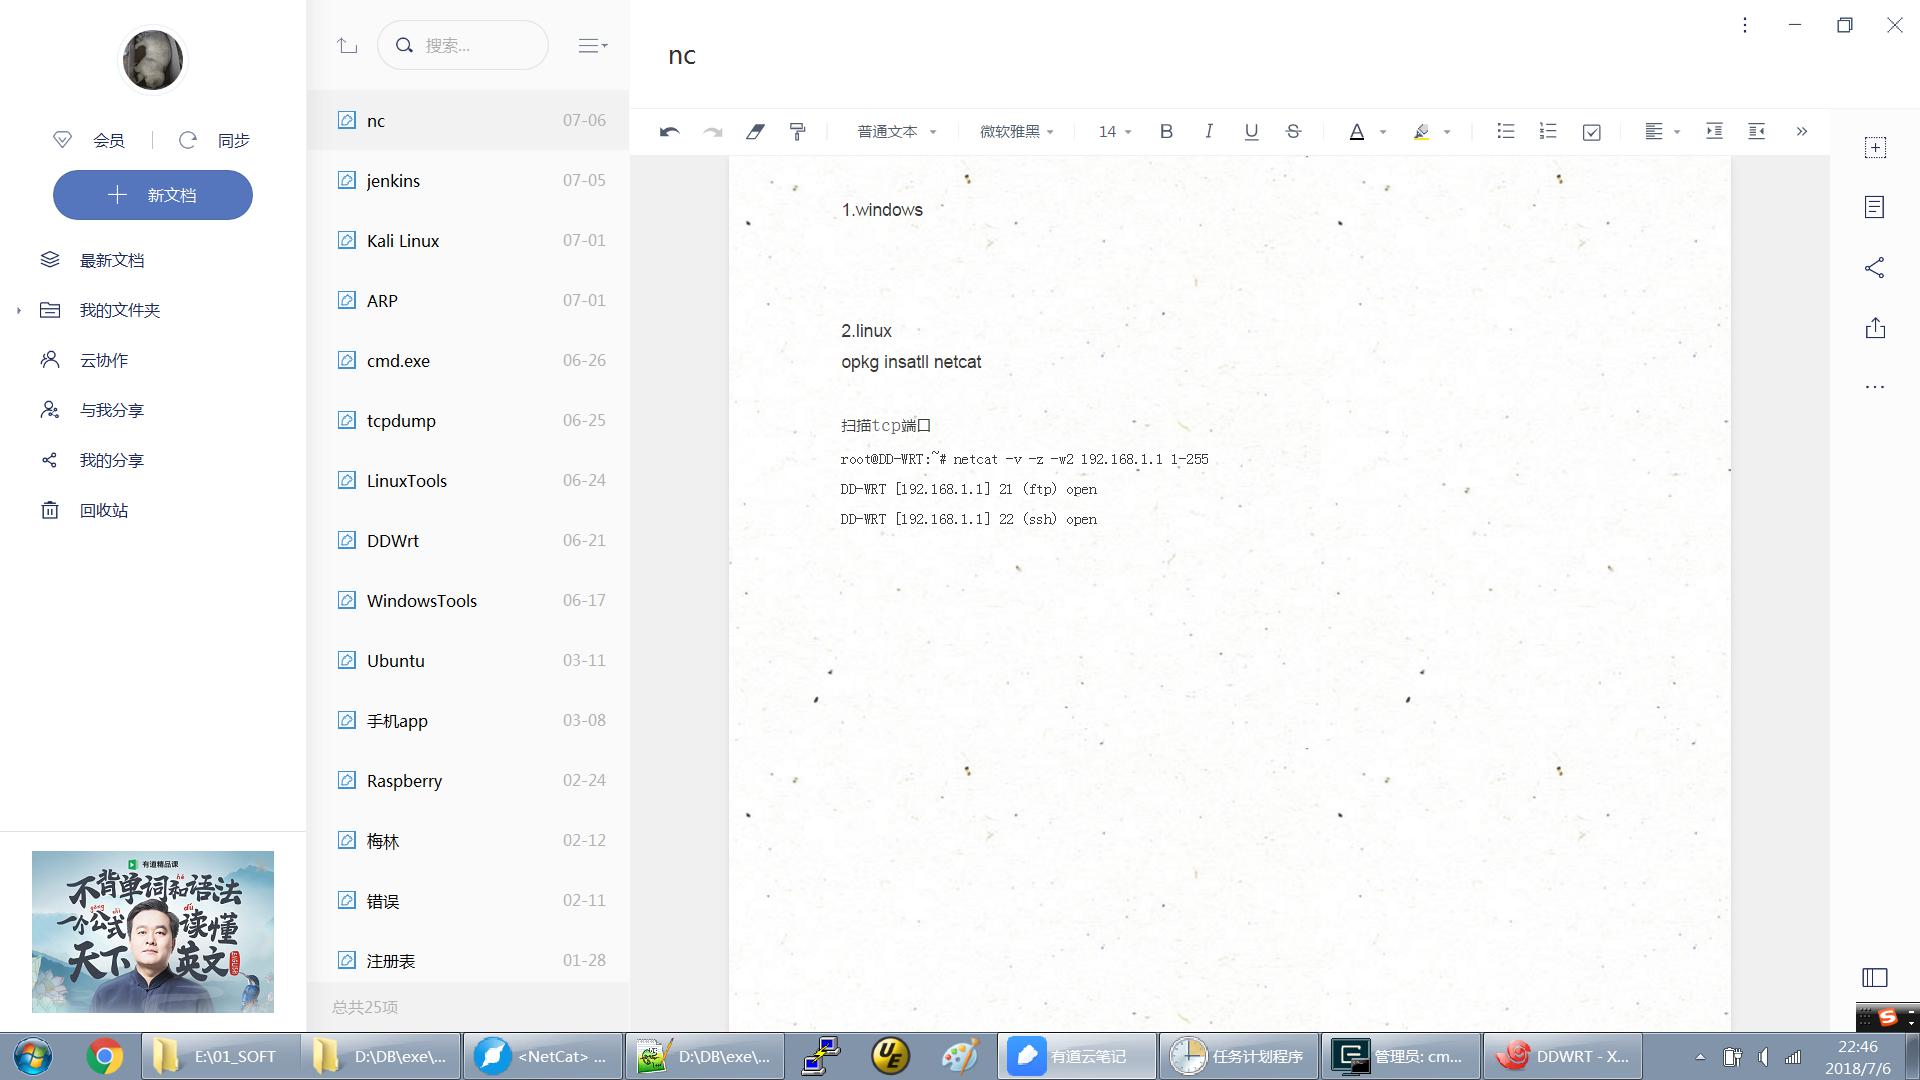 会员
同步
新文档
最新文档
我的文件夹
云协作
与我分享
我的分享
回收站
有道精品课
不背单词和语法
一个公式读懂
天下英文
搜索...
nc 07-06
jenkins 07-05
Kali Linux 07-01
ARP 07-01
cmd.exe 06-26
tcpdump 06-25
LinuxTools 06-24
DDWrt 06-21
WindowsTools 06-17
Ubuntu 03-11
手机app 03-08
Raspberry 02-24
梅林 02-12
错误 02-11
注册表 01-28
总共25项
nc
普通文本 微软雅黑 14 B I U S A
1.windows
2.linux
opkg insatll netcat
扫描tcp端口
root@DD-WRT:~# netcat -v -z -w2 192.168.1.1 1-255
DD-WRT [192.168.1.1] 21 (ftp) open
DD-WRT [192.168.1.1] 22 (ssh) open
E:\01_SOFT
D:\DB\exe\...
<NetCat> ...
D:\DB\exe\...
UE
有道云笔记
任务计划程序
管理员: cm...
DDWRT - X...
22:46
2018/7/6